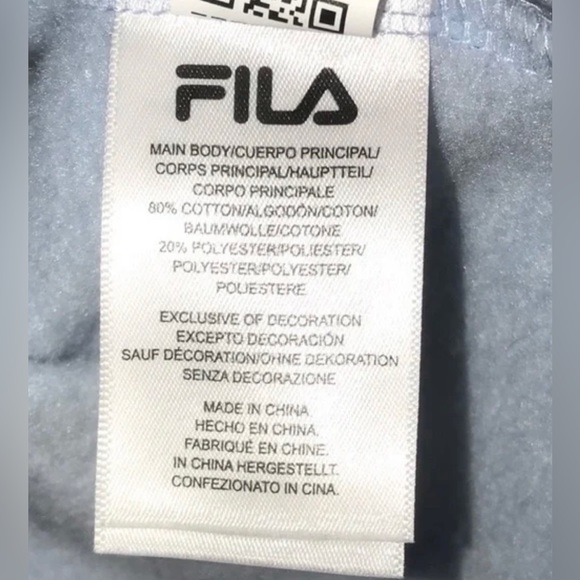 FILA
MAIN BODY/CUERPO PRINCIPAL/
CORPS PRINCIPAL/HAUPTTEIL/
CORPO PRINCIPALE
80% COTTON/ALGODÓN/COTON/
BAUMWOLLE/COTONE
20% POLYESTER/POLIESTER/
POLYESTER/POLYESTER/
POLIESTERE
EXCLUSIVE OF DECORATION
EXCEPTO DECORACIÓN
SAUF DÉCORATION/OHNE DEKORATION
SENZA DECORAZIONE
MADE IN CHINA.
HECHO EN CHINA.
FABRIQUÉ EN CHINE.
IN CHINA HERGESTELLT.
CONFEZIONATO IN CINA.